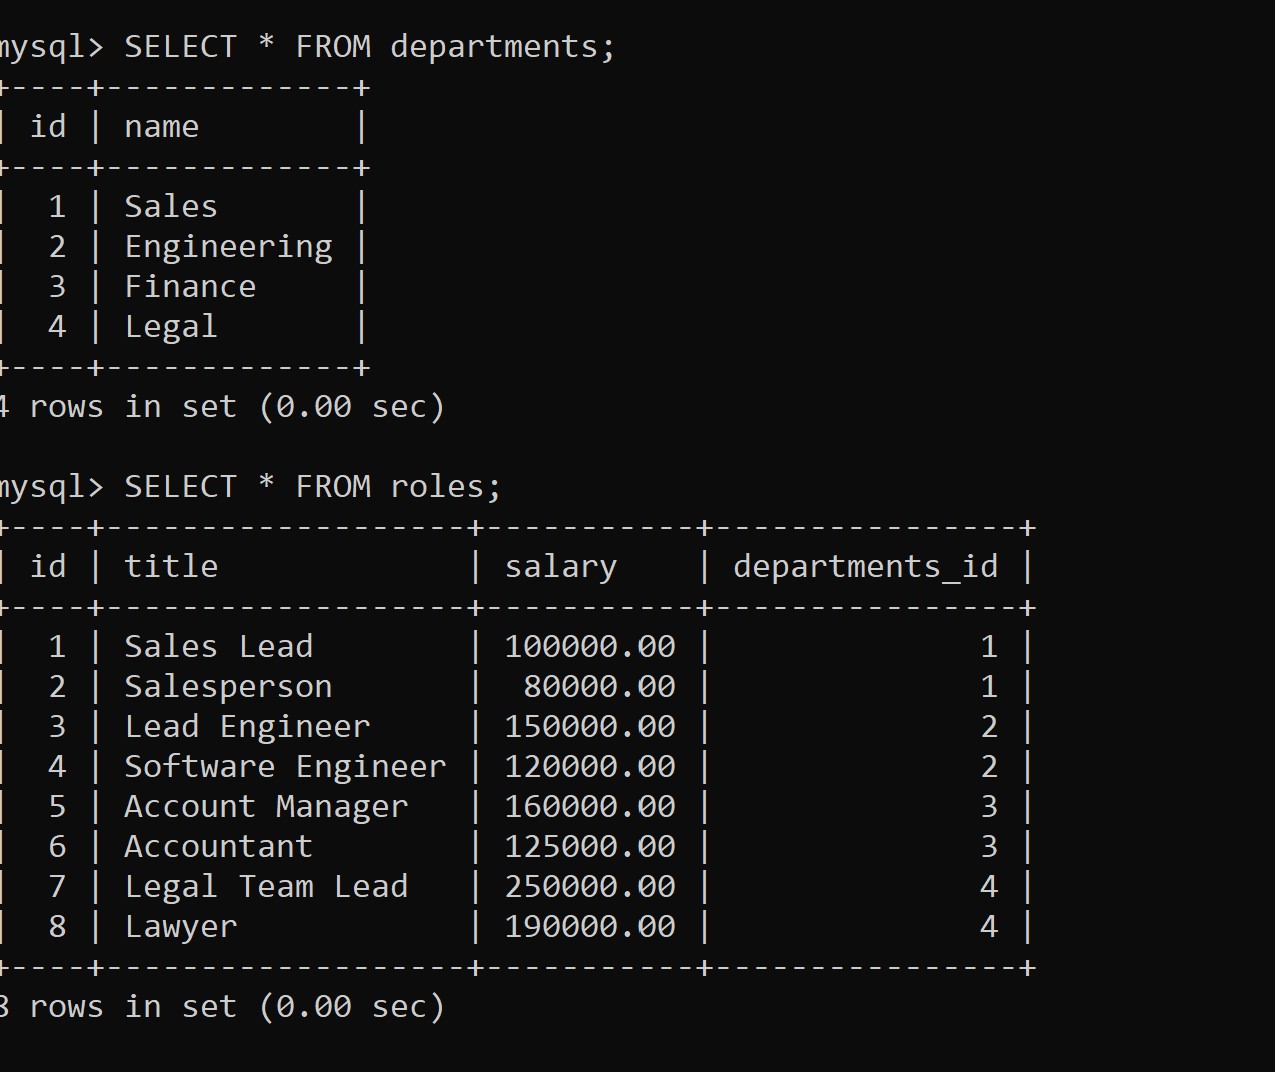 mysql> SELECT * FROM departments;
+----+-------------+
| id | name        |
+----+-------------+
|  1 | Sales       |
|  2 | Engineering |
|  3 | Finance     |
|  4 | Legal       |
+----+-------------+
4 rows in set (0.00 sec)

mysql> SELECT * FROM roles;
+----+-------------------+-----------+----------------+
| id | title             | salary    | departments_id |
+----+-------------------+-----------+----------------+
|  1 | Sales Lead        | 100000.00 |              1 |
|  2 | Salesperson       |  80000.00 |              1 |
|  3 | Lead Engineer     | 150000.00 |              2 |
|  4 | Software Engineer | 120000.00 |              2 |
|  5 | Account Manager   | 160000.00 |              3 |
|  6 | Accountant        | 125000.00 |              3 |
|  7 | Legal Team Lead   | 250000.00 |              4 |
|  8 | Lawyer            | 190000.00 |              4 |
+----+-------------------+-----------+----------------+
8 rows in set (0.00 sec)